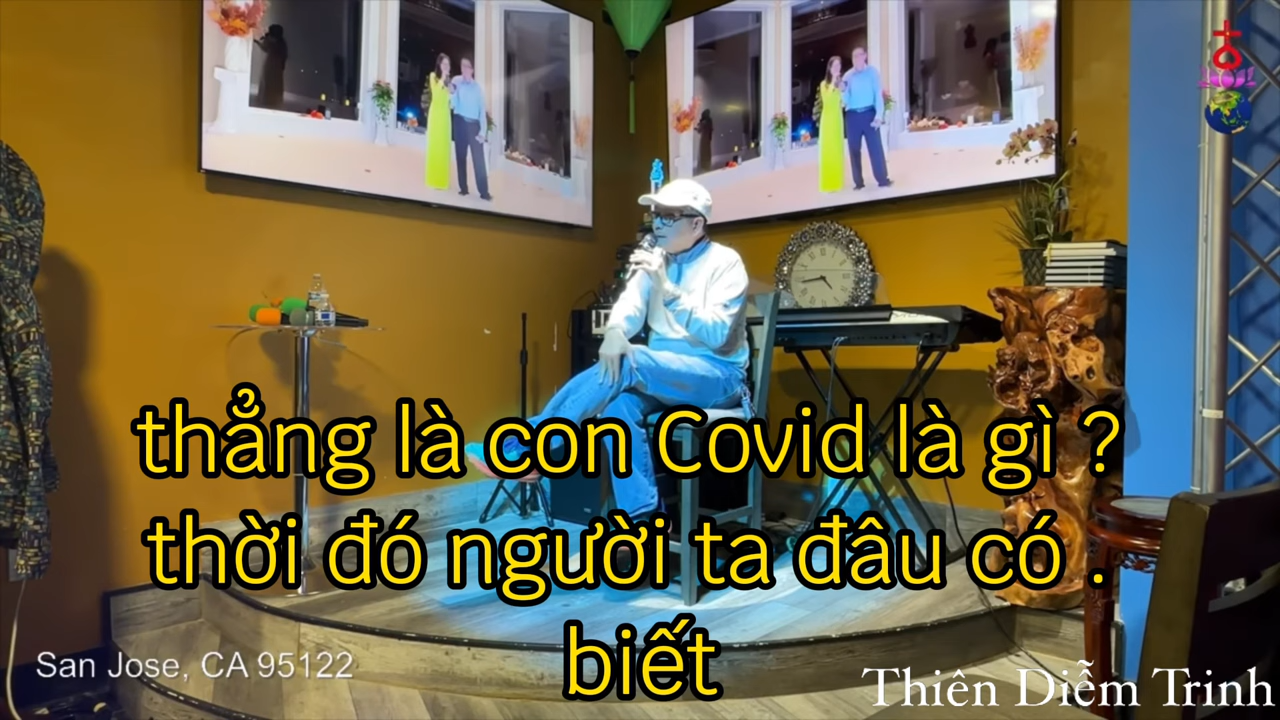 thẳng là con Covid là gì ?
thời đó người ta đâu có .
biết
San Jose, CA 95122
Thiên Diễm Trinh